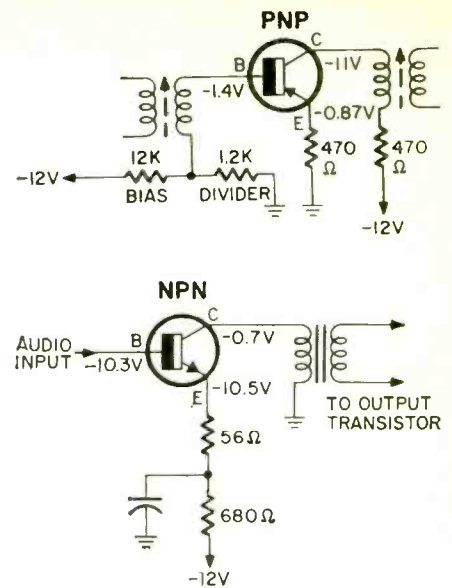 PNP
C
B
-11V
-1.4V
-0.87V
E
12K
1.2K
470
Ω
470
Ω
-12V
BIAS
DIVIDER
-12V
NPN
C
B
-0.7V
AUDIO
INPUT
-10.3V
-10.5V
E
TO OUTPUT
TRANSISTOR
56Ω
680Ω
-12V